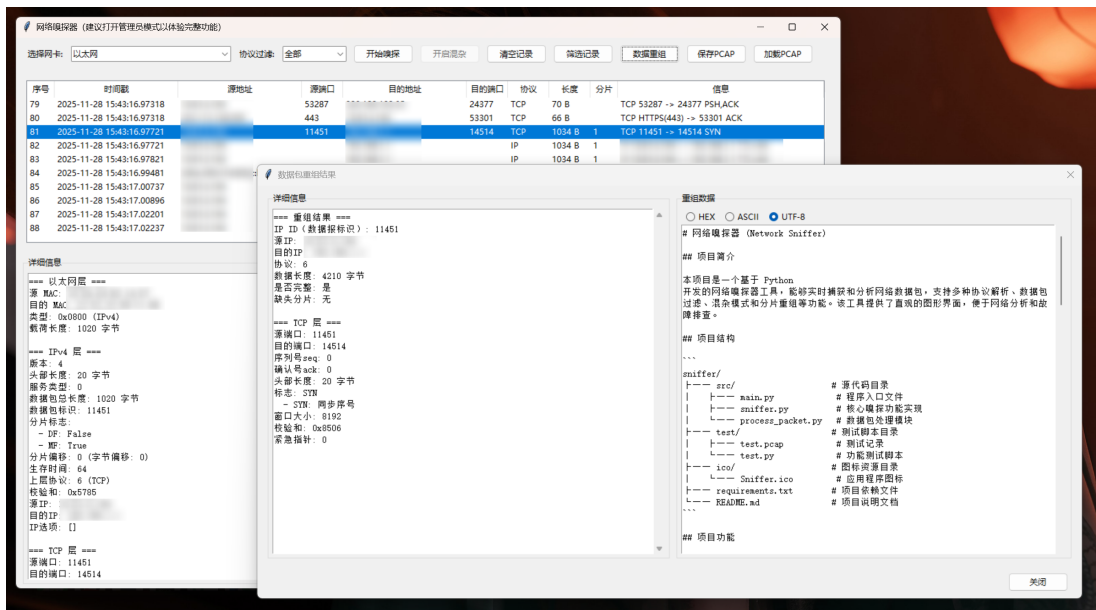 网络嗅探器（建议打开管理员模式以体验完整功能）
选择网卡: 以太网 协议过滤: 全部 开始嗅探 开启混杂 清空记录 筛选记录 数据重组 保存PCAP 加载PCAP
序号 时间戳 源地址 源端口 目的地址 目的端口 协议 长度 分片 信息
79 2025-11-28 15:43:16.97318 53287 24377 TCP 70 B TCP 53287 -> 24377 PSH,ACK
80 2025-11-28 15:43:16.97318 443 53301 TCP 66 B TCP HTTPS(443) -> 53301 ACK
81 2025-11-28 15:43:16.97721 11451 14514 TCP 1034 B 1 TCP 11451 -> 14514 SYN
82 2025-11-28 15:43:16.97721 IP 1034 B 1
83 2025-11-28 15:43:16.97821 IP 1034 B 1
84 2025-11-28 15:43:16.99481
85 2025-11-28 15:43:17.00737
86 2025-11-28 15:43:17.00896
87 2025-11-28 15:43:17.02201
88 2025-11-28 15:43:17.02237
详细信息
=== 以太网层 ===
源 MAC:
目的 MAC:
类型: 0x0800 (IPv4)
载荷长度: 1020 字节
=== IPv4 层 ===
版本: 4
头部长度: 20 字节
服务类型: 0
数据包总长度: 1020 字节
数据包标识: 11451
分片标志:
- DF: False
- MF: True
分片偏移: 0 (字节偏移: 0)
生存时间: 64
上层协议: 6 (TCP)
校验和: 0x5785
源IP:
目的IP:
IP选项: []
=== TCP 层 ===
源端口: 11451
目的端口: 14514
数据包重组结果
详细信息
=== 重组结果 ===
IP ID（数据报标识）: 11451
源IP:
目的IP
协议: 6
数据长度: 4210 字节
是否完整: 是
缺失分片: 无
=== TCP 层 ===
源端口: 11451
目的端口: 14514
序列号seq: 0
确认号ack: 0
头部长度: 20 字节
标志: SYN
- SYN: 同步序号
窗口大小: 8192
校验和: 0x8506
紧急指针: 0
重组数据
HEX ASCII UTF-8
# 网络嗅探器 (Network Sniffer)
## 项目简介
本项目是一个基于 Python
开发的网络嗅探器工具，能够实时捕获和分析网络数据包，支持多种协议解析、数据包
过滤、混杂模式和分片重组等功能。该工具提供了直观的图形界面，便于网络分析和故
障排查。
## 项目结构
```
sniffer/
├── src/ # 源代码目录
│ ├── main.py # 程序入口文件
│ ├── sniffer.py # 核心嗅探功能实现
│ └── process_packet.py # 数据包处理模块
├── test/ # 测试脚本目录
│ ├── test.pcap # 测试记录
│ └── test.py # 功能测试脚本
├── ico/ # 图标资源目录
│ └── Sniffer.ico # 应用程序图标
├── requirements.txt # 项目依赖文件
└── README.md # 项目说明文档
```
## 项目功能
关闭